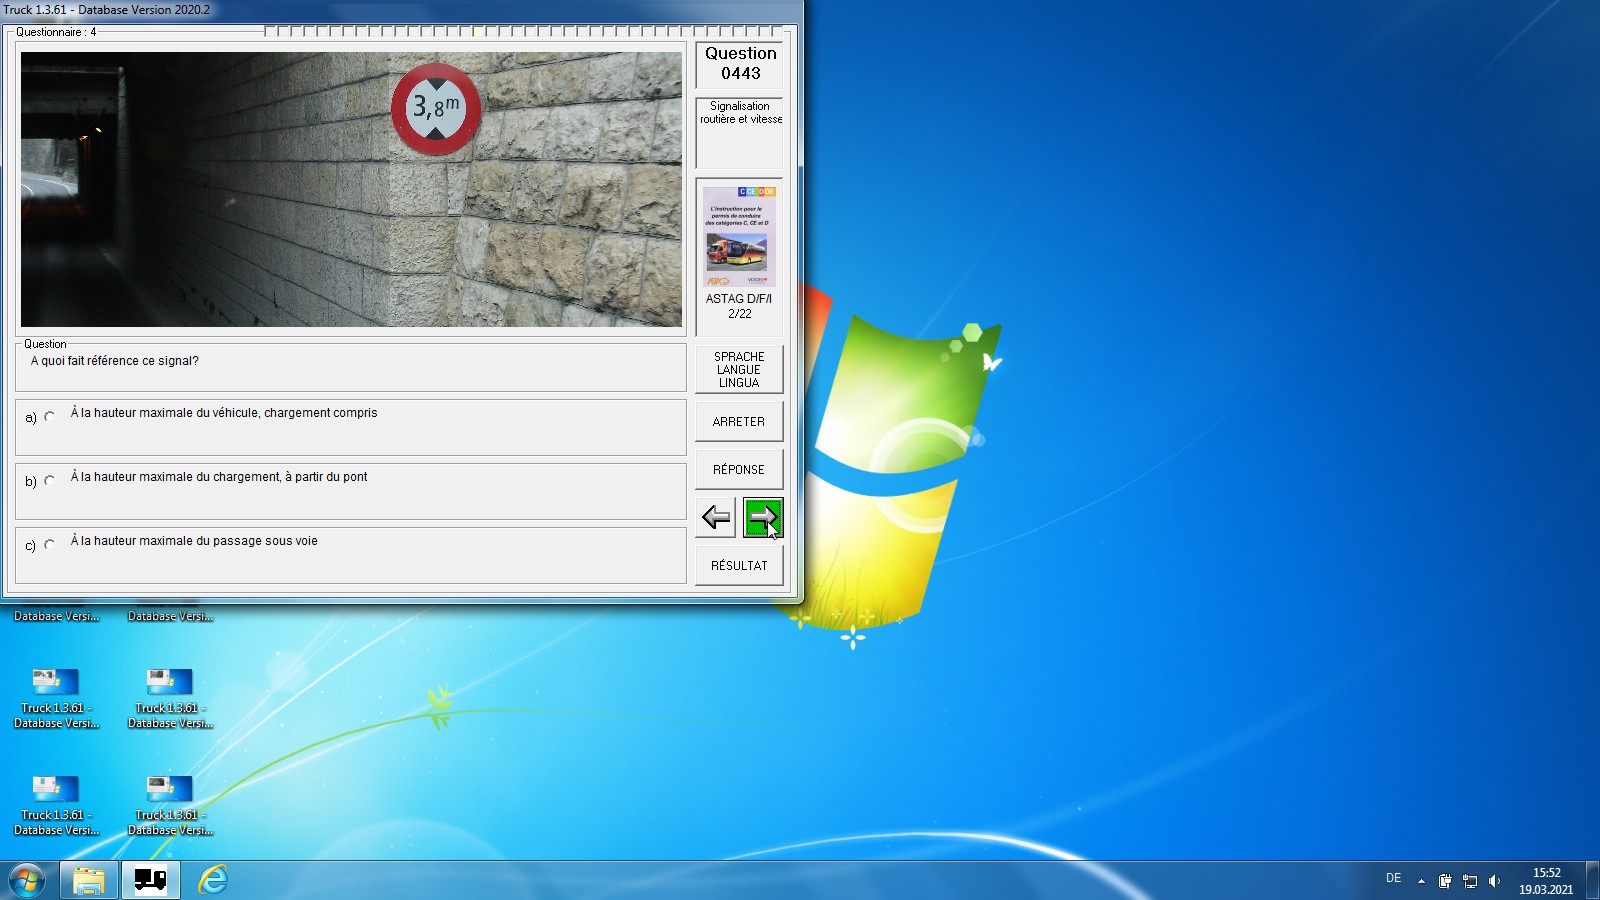 Truck 1.3.61 - Database Version 2020.2
Questionnaire : 4
3,8m
Question
0443
Signalisation
routière et vitesse
C CE D DE
L'instruction pour le
permis de conduire
des catégories C, CE et D
ASTAG D/F/I
2/22
Question
A quoi fait référence ce signal?
SPRACHE
LANGUE
LINGUA
a) À la hauteur maximale du véhicule, chargement compris
ARRETER
b) À la hauteur maximale du chargement, à partir du pont
RÉPONSE
c) À la hauteur maximale du passage sous voie
RÉSULTAT
Database Versi...
Database Versi...
Truck 1.3.61 -
Database Versi...
Truck 1.3.61 -
Database Versi...
Truck 1.3.61 -
Database Versi...
Truck 1.3.61 -
Database Versi...
DE
15:52
19.03.2021